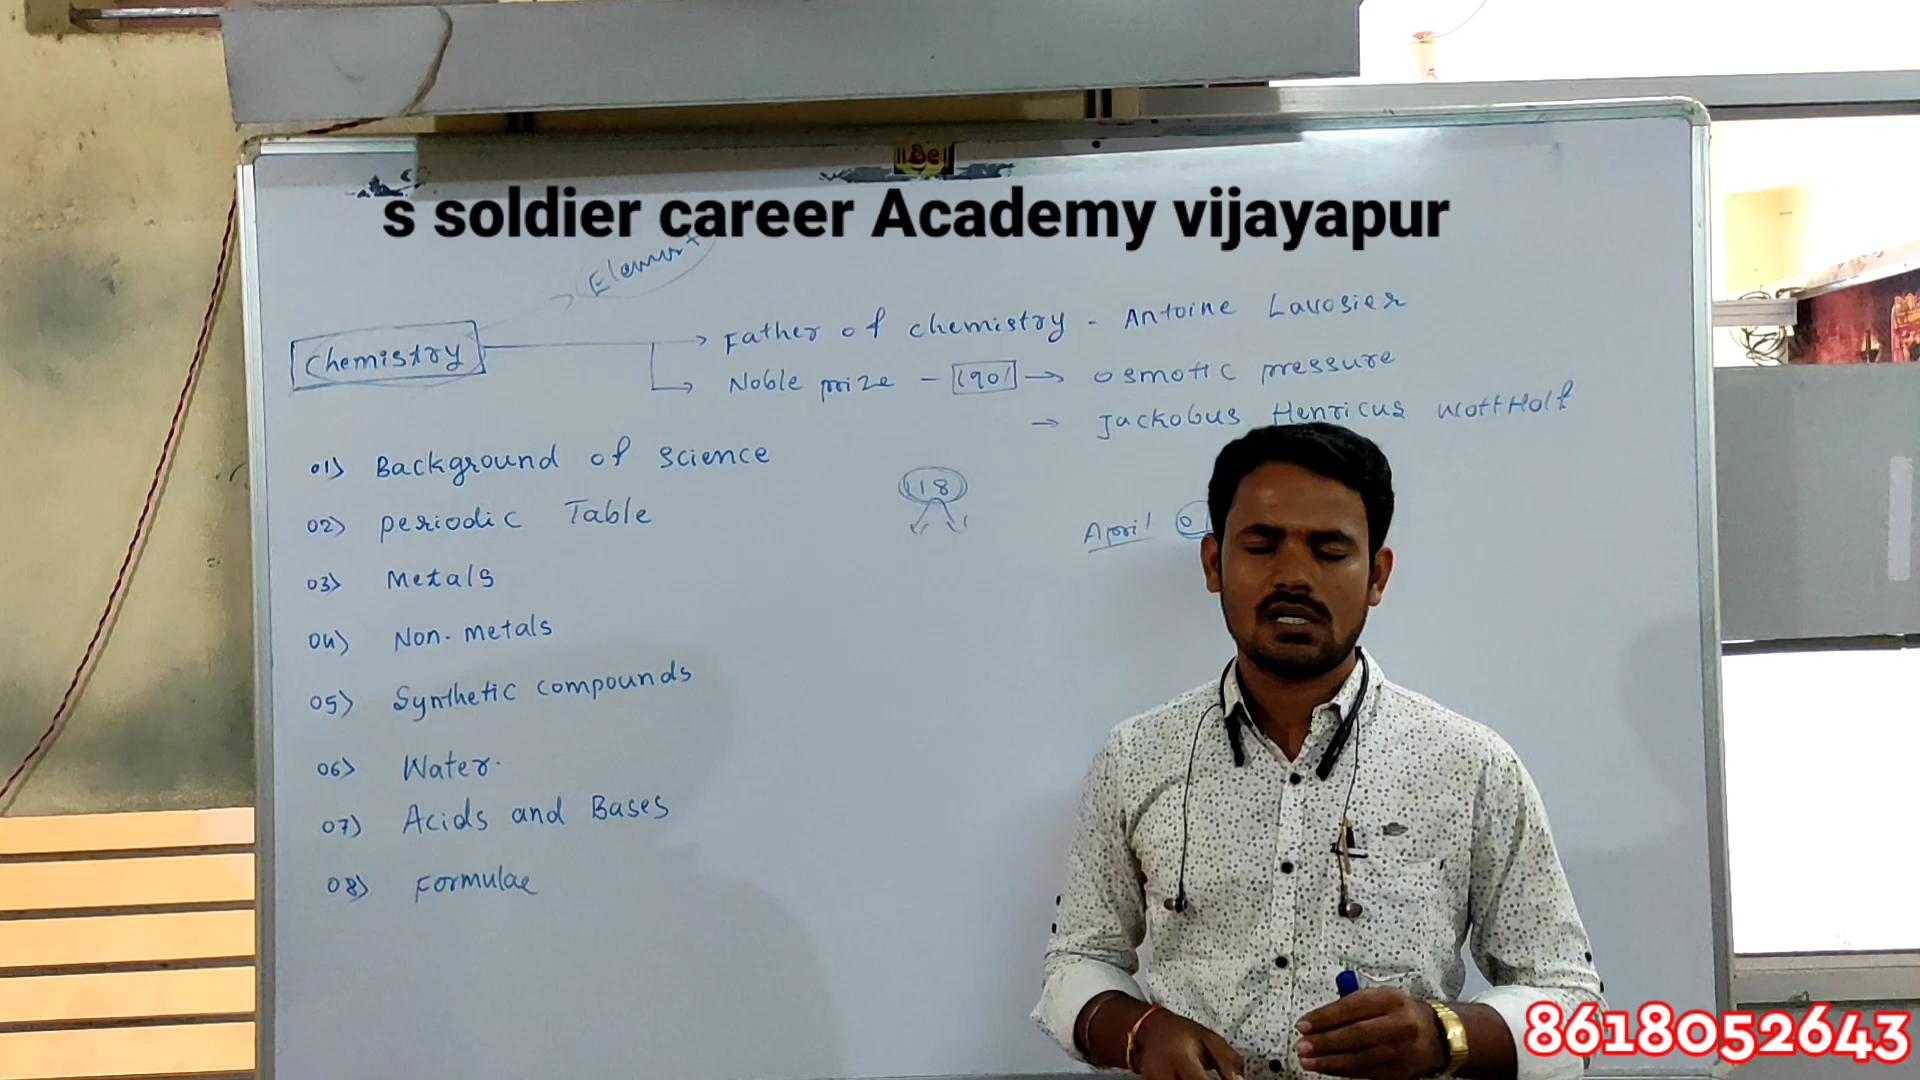 ||ಶ್ರೀ||
s soldier career Academy vijayapur
Element
Chemistry
Father of chemistry - Antoine Lavosier
Noble prize - 1901 → osmotic pressure
→ Jackobus Henricus WoffHolf
01) Background of science
118
02) Periodic Table
April 01
03) Metals
04) Non-metals
05) Synthetic compounds
06) Water.
07) Acids and Bases
08) Formulae
8618052643